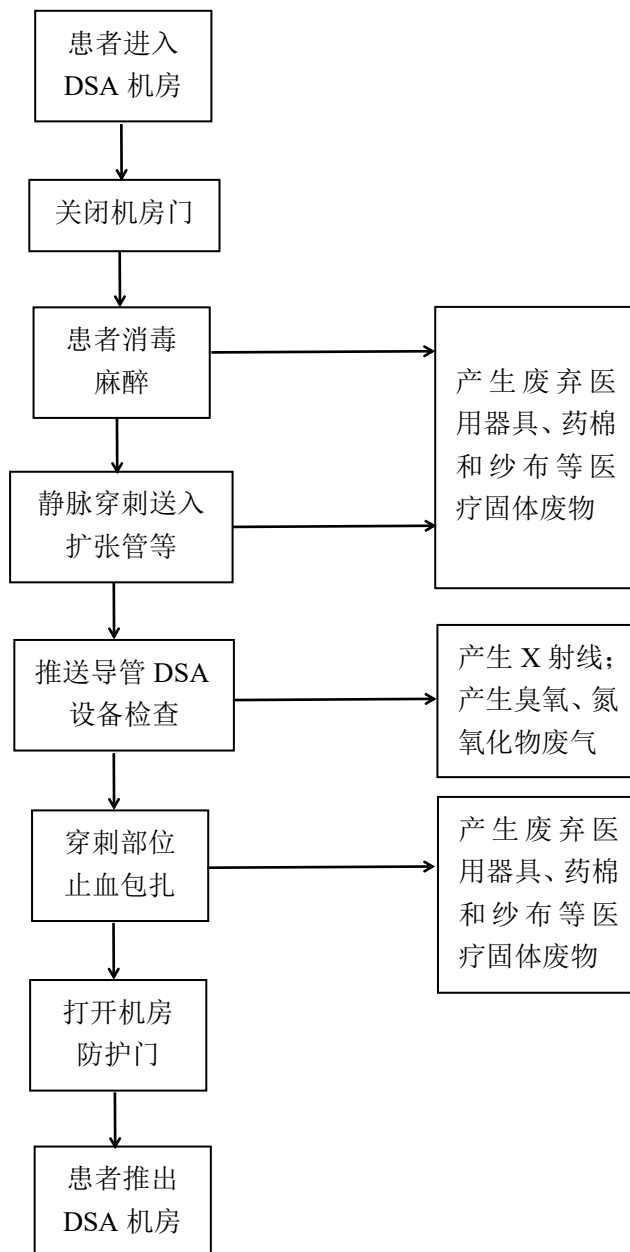 患者进入
DSA 机房
关闭机房门
患者消毒
麻醉
产生废弃医
用器具、药棉
和纱布等医
疗固体废物
静脉穿刺送入
扩张管等
推送导管 DSA
设备检查
产生 X 射线；
产生臭氧、氮
氧化物废气
穿刺部位
止血包扎
产生废弃医
用器具、药棉
和纱布等医
疗固体废物
打开机房
防护门
患者推出
DSA 机房